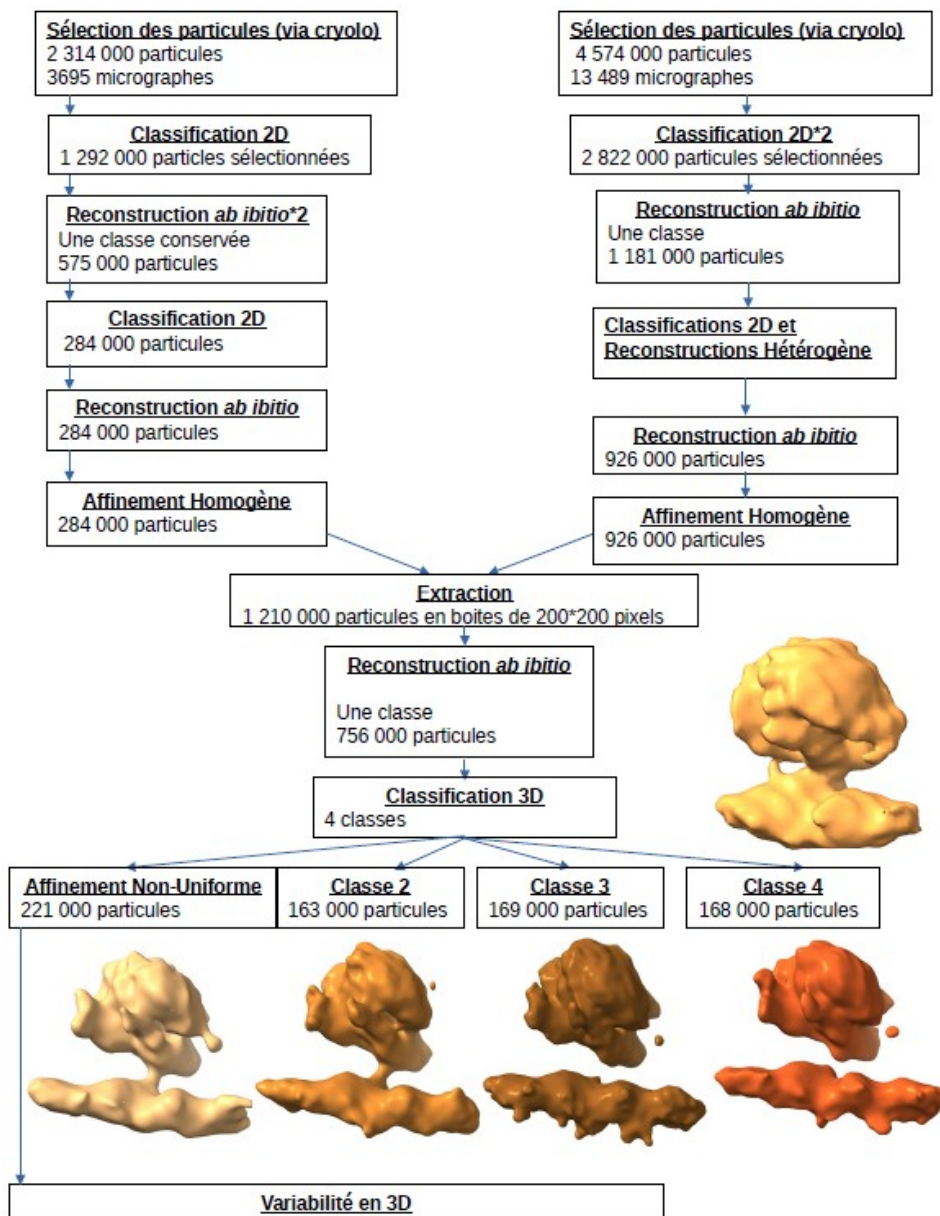 Sélection des particules (via cryolo)
2 314 000 particules
3695 micrographes
Sélection des particules (via cryolo)
4 574 000 particules
13 489 micrographes
Classification 2D
1 292 000 particles sélectionnées
Classification 2D*2
2 822 000 particules sélectionnées
Reconstruction ab ibitio*2
Une classe conservée
575 000 particules
Reconstruction ab ibitio
Une classe
1 181 000 particules
Classification 2D
284 000 particules
Classifications 2D et
Reconstructions Hétérogène
Reconstruction ab ibitio
284 000 particules
Reconstruction ab ibitio
926 000 particules
Affinement Homogène
284 000 particules
Affinement Homogène
926 000 particules
Extraction
1 210 000 particules en boites de 200*200 pixels
Reconstruction ab ibitio
Une classe
756 000 particules
Classification 3D
4 classes
Affinement Non-Uniforme
221 000 particules
Classe 2
163 000 particules
Classe 3
169 000 particules
Classe 4
168 000 particules
Variabilité en 3D